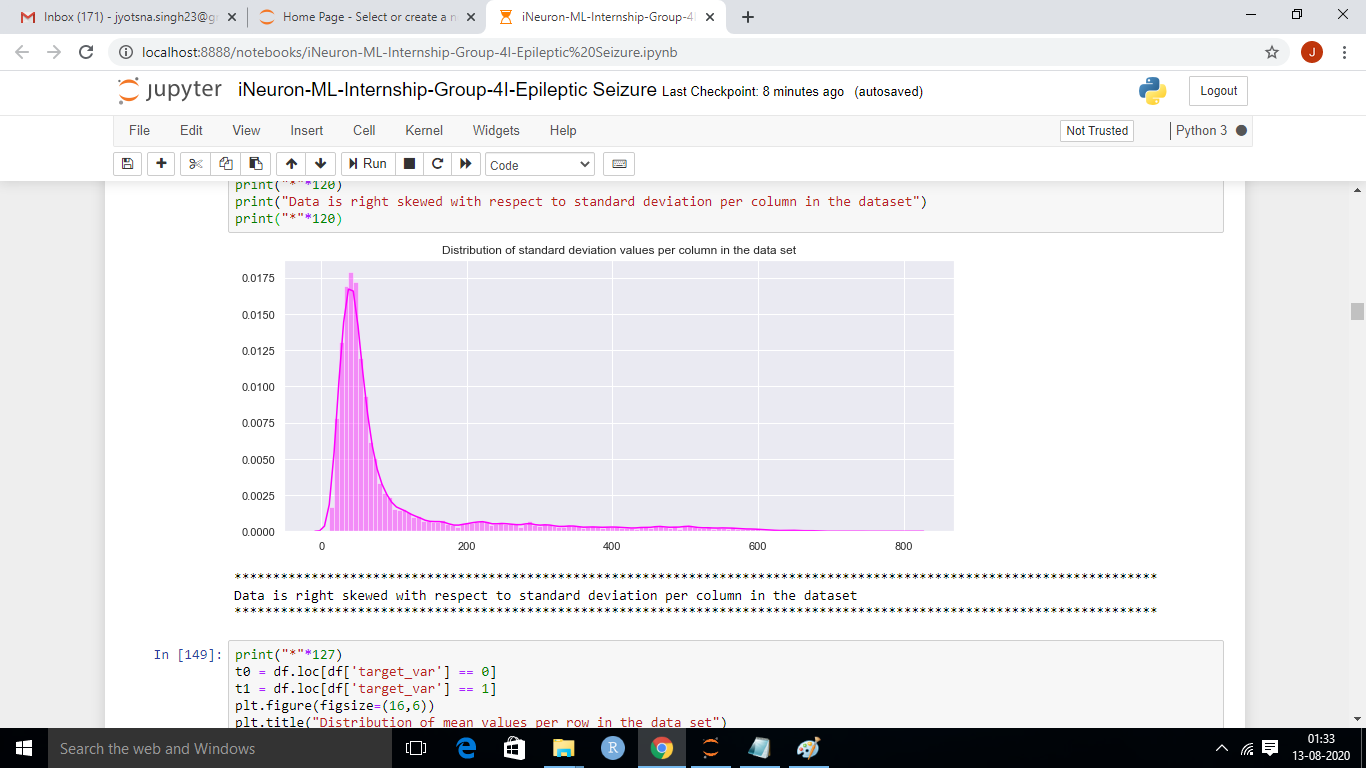 Inbox (171) - jyotsna.singh23@g
Home Page - Select or create a n
iNeuron-ML-Internship-Group-4I
localhost:8888/notebooks/iNeuron-ML-Internship-Group-4I-Epileptic%20Seizure.ipynb
J
jupyter iNeuron-ML-Internship-Group-4I-Epileptic Seizure Last Checkpoint: 8 minutes ago (autosaved)
Logout
File Edit View Insert Cell Kernel Widgets Help
Not Trusted
Python 3
Run
Code
print("*"*120)
print("Data is right skewed with respect to standard deviation per column in the dataset")
print("*"*120)
Distribution of standard deviation values per column in the data set
0.0175
0.0150
0.0125
0.0100
0.0075
0.0050
0.0025
0.0000
0 200 400 600 800
************************************************************************************************************************
Data is right skewed with respect to standard deviation per column in the dataset
************************************************************************************************************************
In [149]: print("*"*127)
t0 = df.loc[df['target_var'] == 0]
t1 = df.loc[df['target_var'] == 1]
plt.figure(figsize=(16,6))
plt.title("Distribution of mean values per row in the data set")
Search the web and Windows
R
01:33
13-08-2020